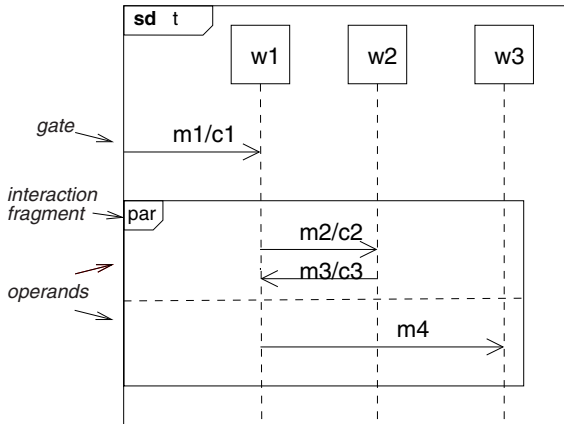 sd t
w1 w2 w3
gate
m1/c1
interaction
fragment
par
m2/c2
m3/c3
operands
m4